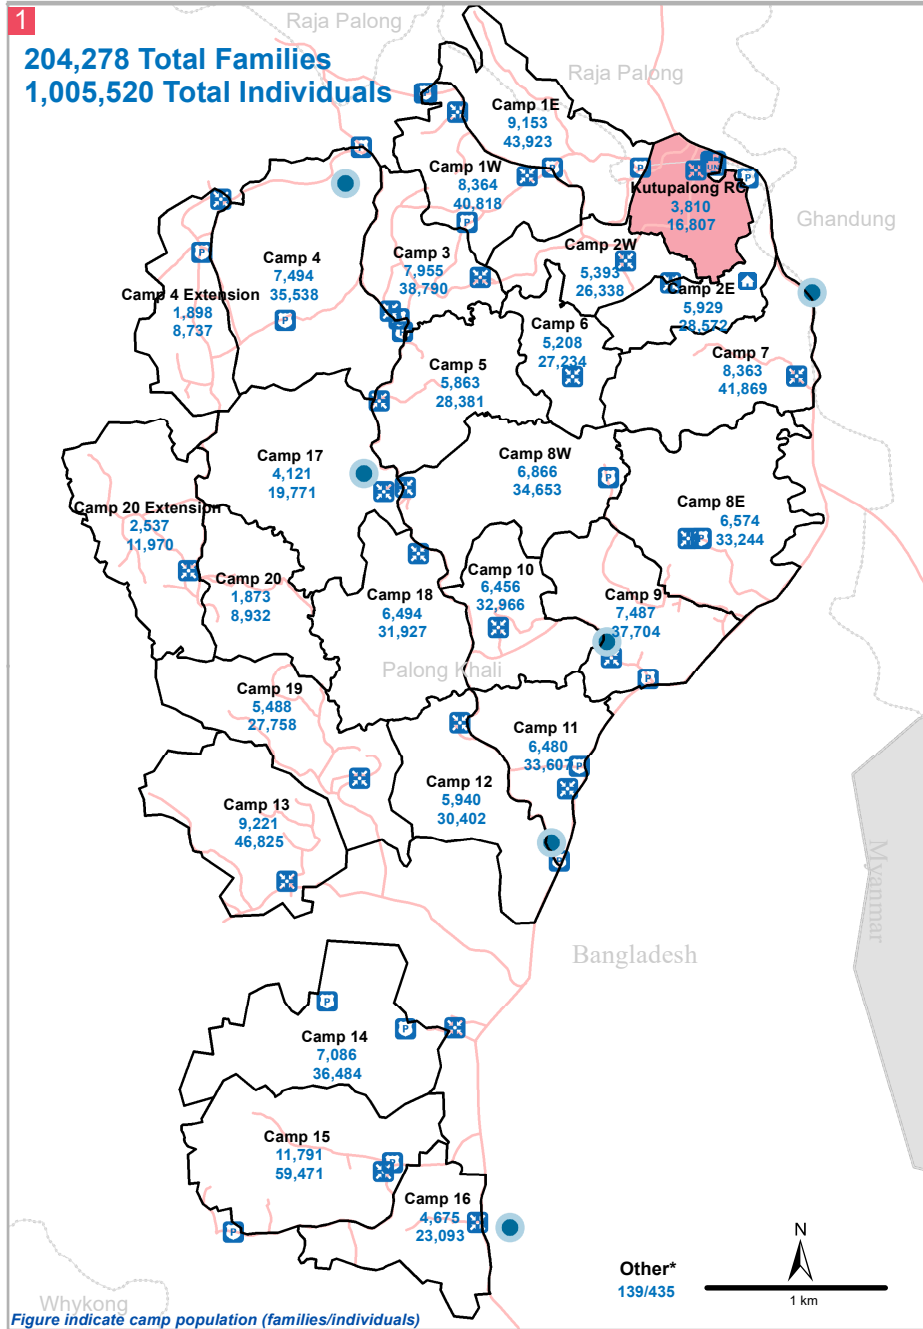 1
Raja Palong
204,278 Total Families
1,005,520 Total Individuals
Raja Palong
Camp 1E
9,153
43,923
Camp 1W
8,364
40,818
Kutupalong RC
3,810
16,807
Ghandung
Camp 4
7,494
35,538
Camp 3
7,955
38,790
Camp 2W
5,393
26,338
Camp 4 Extension
1,898
8,737
Camp 2E
5,929
28,572
Camp 6
5,208
27,234
Camp 5
5,863
28,381
Camp 7
8,363
41,869
Camp 17
4,121
19,771
Camp 8W
6,866
34,653
Camp 8E
6,574
33,244
Camp 20 Extension
2,537
11,970
Camp 20
1,873
8,932
Camp 18
6,494
31,927
Camp 10
6,456
32,966
Camp 9
7,487
37,704
Palong Khali
Camp 19
5,488
27,758
Camp 11
6,480
33,607
Camp 12
5,940
30,402
Camp 13
9,221
46,825
Myanmar
Bangladesh
Camp 14
7,086
36,484
Camp 15
11,791
59,471
Camp 16
4,675
23,093
N
Other*
139/435
1 km
Whykong
Figure indicate camp population (families/individuals)